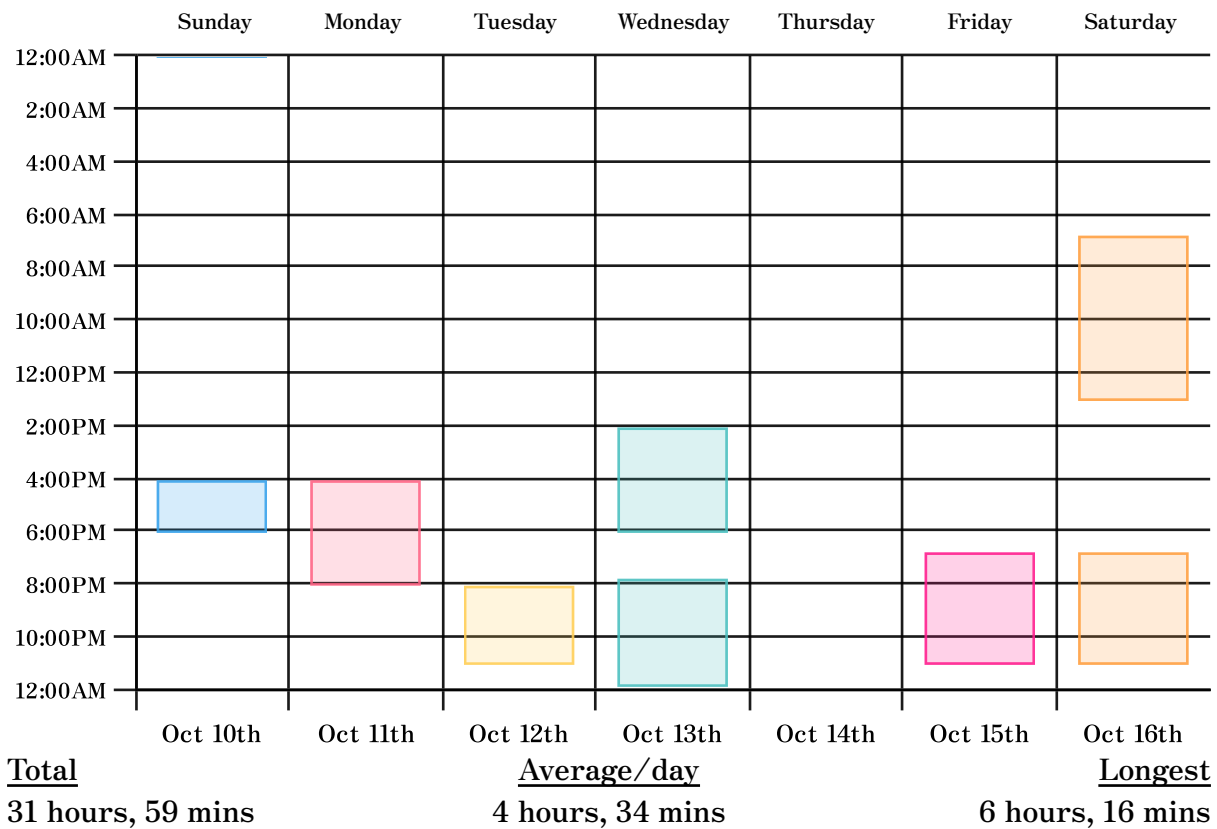 Sunday Monday Tuesday Wednesday Thursday Friday Saturday
12:00AM
2:00AM
4:00AM
6:00AM
8:00AM
10:00AM
12:00PM
2:00PM
4:00PM
6:00PM
8:00PM
10:00PM
12:00AM
Oct 10th Oct 11th Oct 12th Oct 13th Oct 14th Oct 15th Oct 16th
Total Average/day Longest
31 hours, 59 mins 4 hours, 34 mins 6 hours, 16 mins